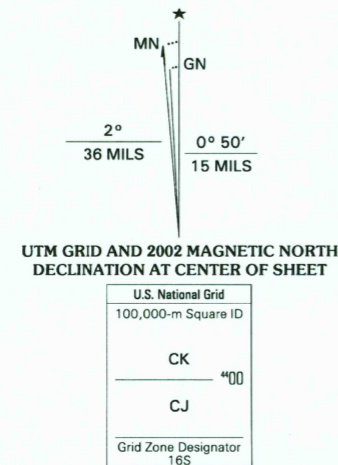 ★
MN
GN
2°
36 MILS
0° 50′
15 MILS
UTM GRID AND 2002 MAGNETIC NORTH
DECLINATION AT CENTER OF SHEET
U.S. National Grid
100,000-m Square ID
CK
⁴⁴00
CJ
Grid Zone Designator
16S